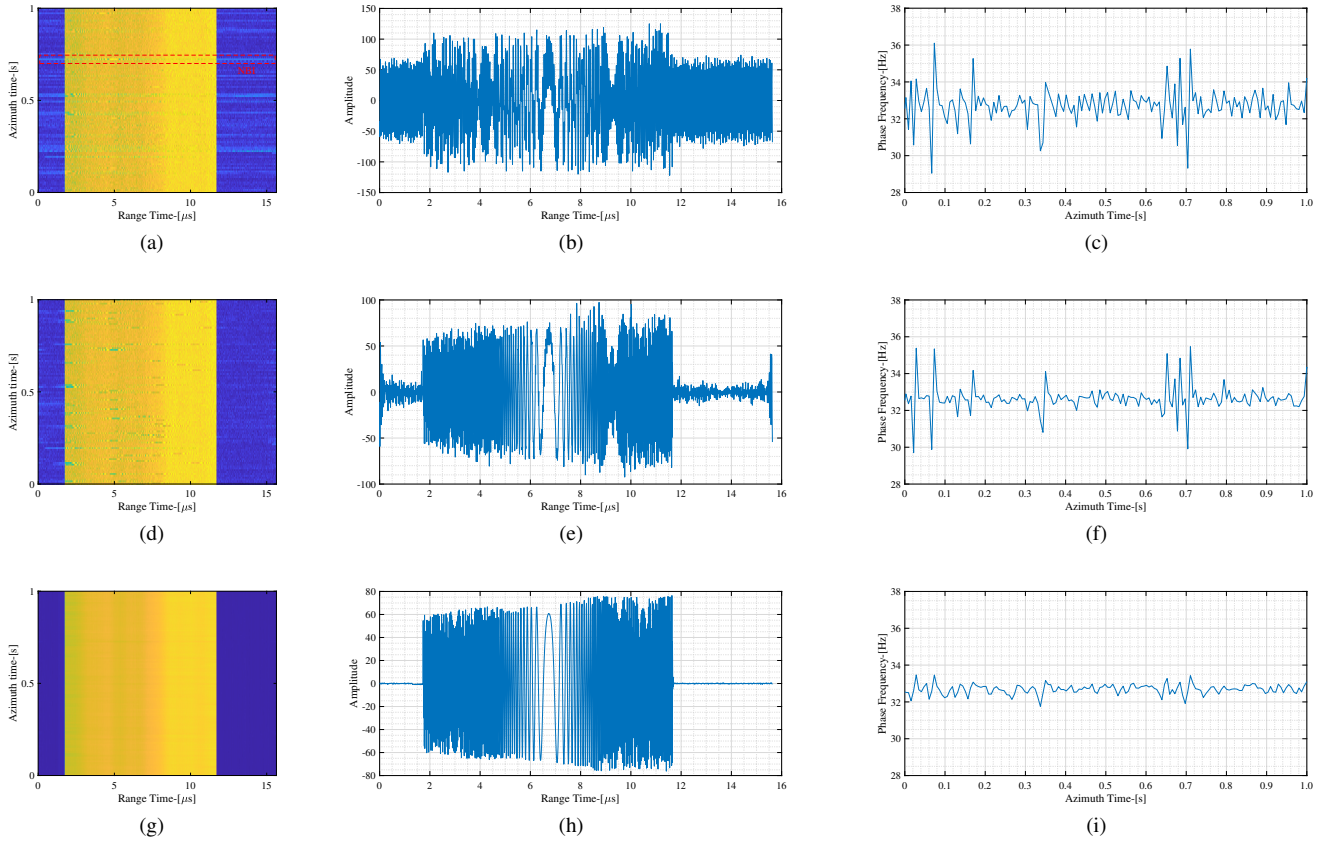 1
0.5
0
Azimuth time-[s]
0 5 10 15
Range Time-[μs]
(a)
150
100
50
0
-50
-100
-150
Amplitude
0 2 4 6 8 10 12 14 16
Range Time-[μs]
(b)
38
36
34
32
30
28
Phase Frequency-[Hz]
0 0.1 0.2 0.3 0.4 0.5 0.6 0.7 0.8 0.9 1.0
Azimuth Time-[s]
(c)
1
0.5
0
Azimuth time-[s]
0 5 10 15
Range Time-[μs]
(d)
100
50
0
-50
-100
Amplitude
0 2 4 6 8 10 12 14 16
Range Time-[μs]
(e)
38
36
34
32
30
28
Phase Frequency-[Hz]
0 0.1 0.2 0.3 0.4 0.5 0.6 0.7 0.8 0.9 1.0
Azimuth Time-[s]
(f)
1
0.5
0
Azimuth time-[s]
0 5 10 15
Range Time-[μs]
(g)
80
60
40
20
0
-20
-40
-60
-80
Amplitude
0 2 4 6 8 10 12 14 16
Range Time-[μs]
(h)
38
36
33
32
30
28
Phase Frequency-[Hz]
0 0.1 0.2 0.3 0.4 0.5 0.6 0.7 0.8 0.9 1.0
Azimuth Time-[s]
(i)